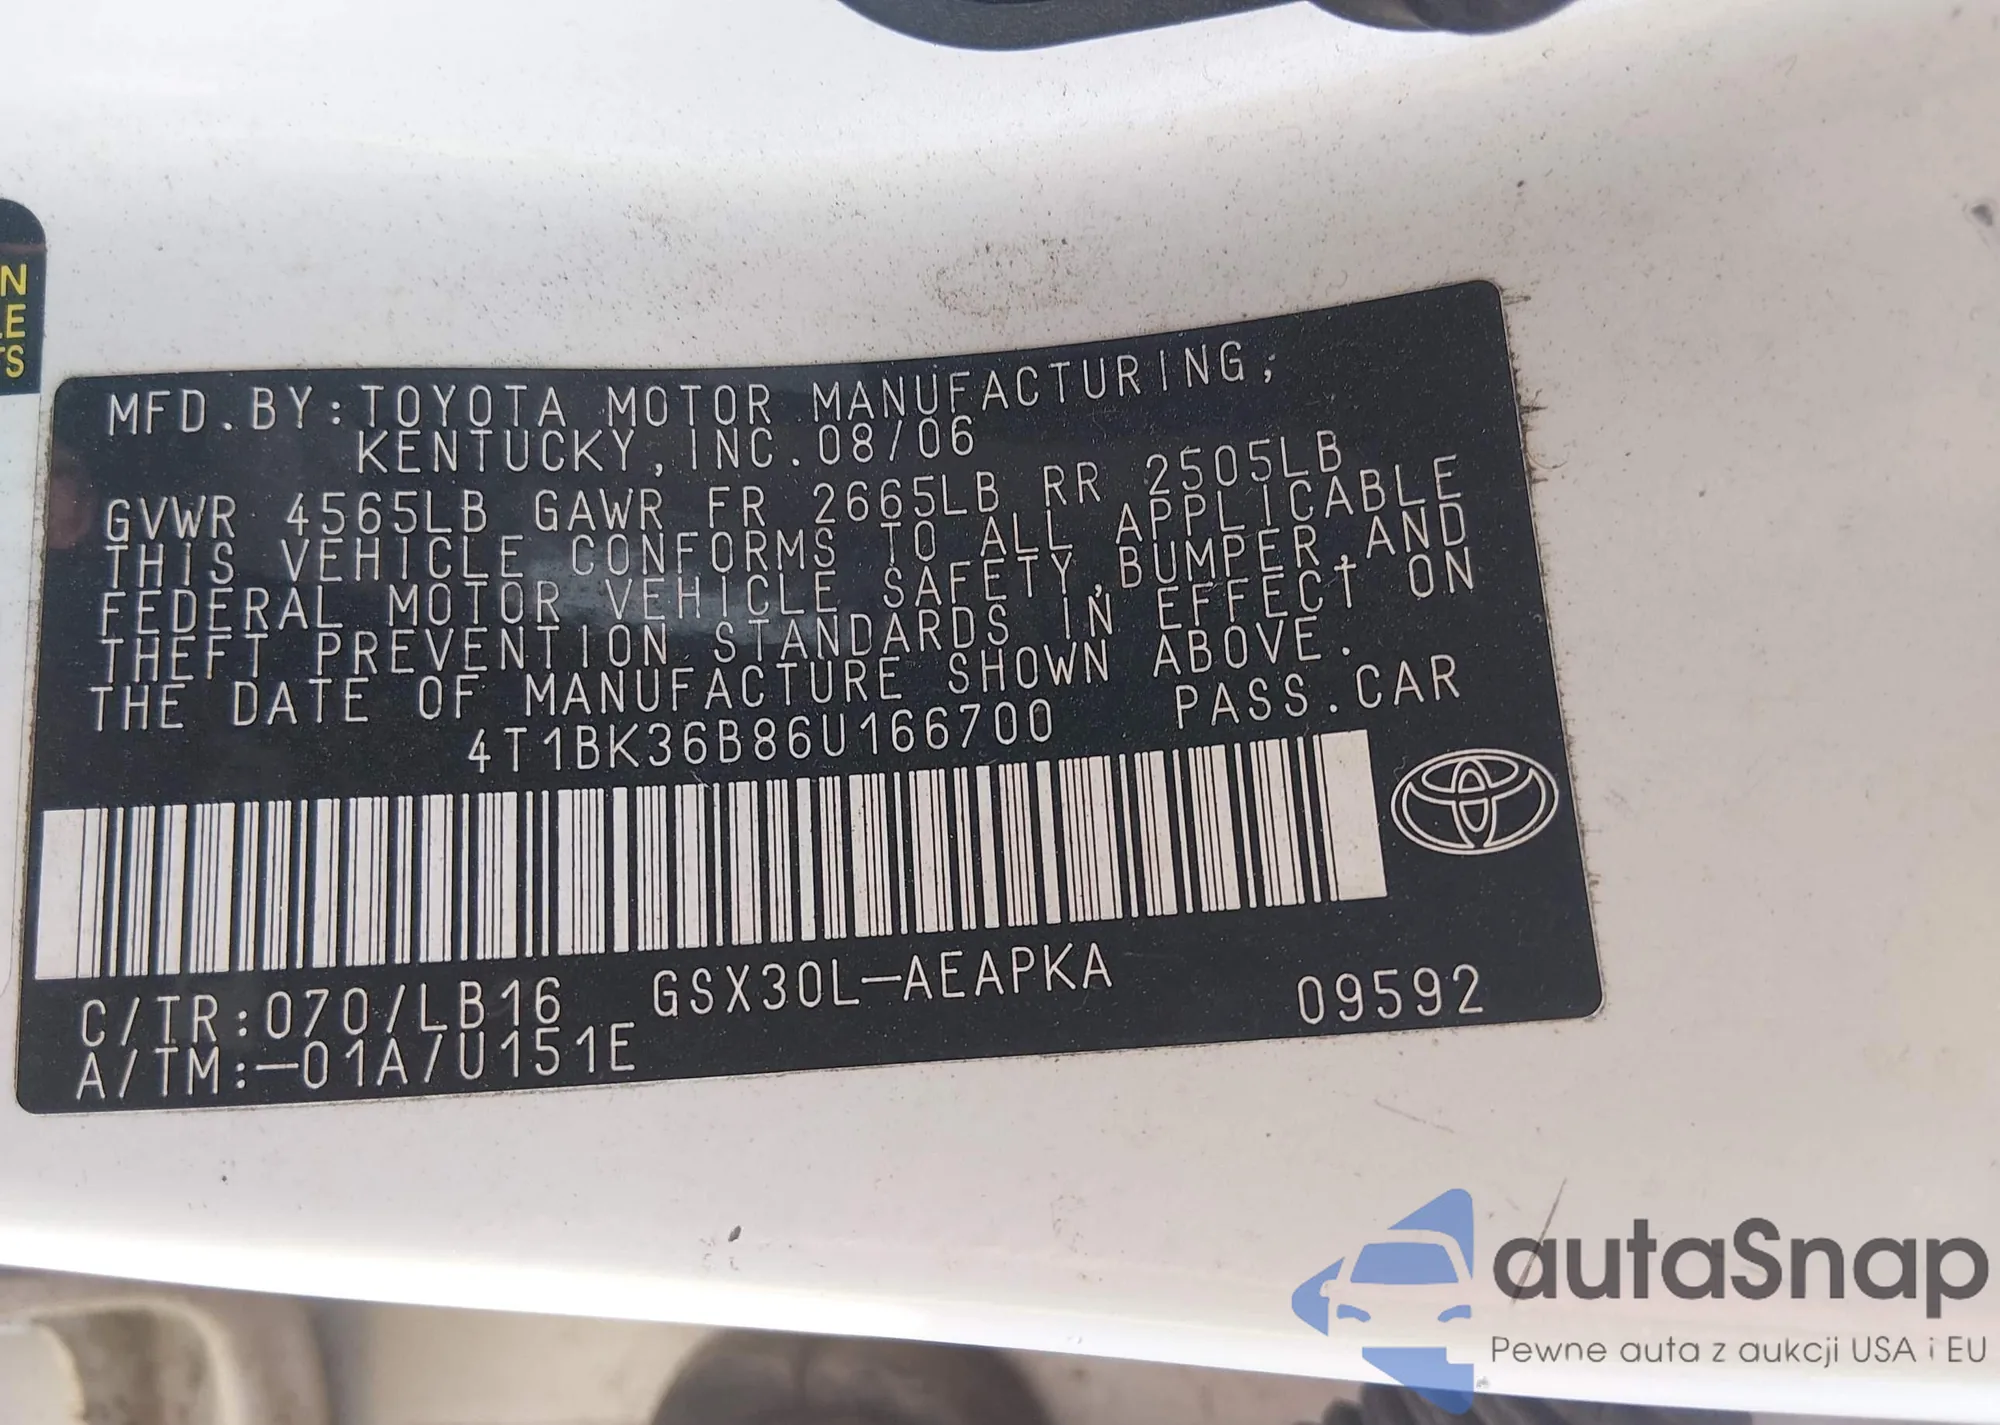 N
LE
TS
MFD.BY:TOYOTA MOTOR MANUFACTURING,
KENTUCKY,INC.08/06
GVWR 4565LB GAWR FR 2665LB RR 2505LB
THIS VEHICLE CONFORMS TO ALL APPLICABLE
FEDERAL MOTOR VEHICLE SAFETY,BUMPER,AND
THEFT PREVENTION STANDARDS IN EFFECT ON
THE DATE OF MANUFACTURE SHOWN ABOVE.
4T1BK36B86U166700 PASS.CAR
C/TR:070/LB16 GSX30L-AEAPKA 09592
A/TM:-01A/U151E
autaSnap
Pewne auta z aukcji USA i EU